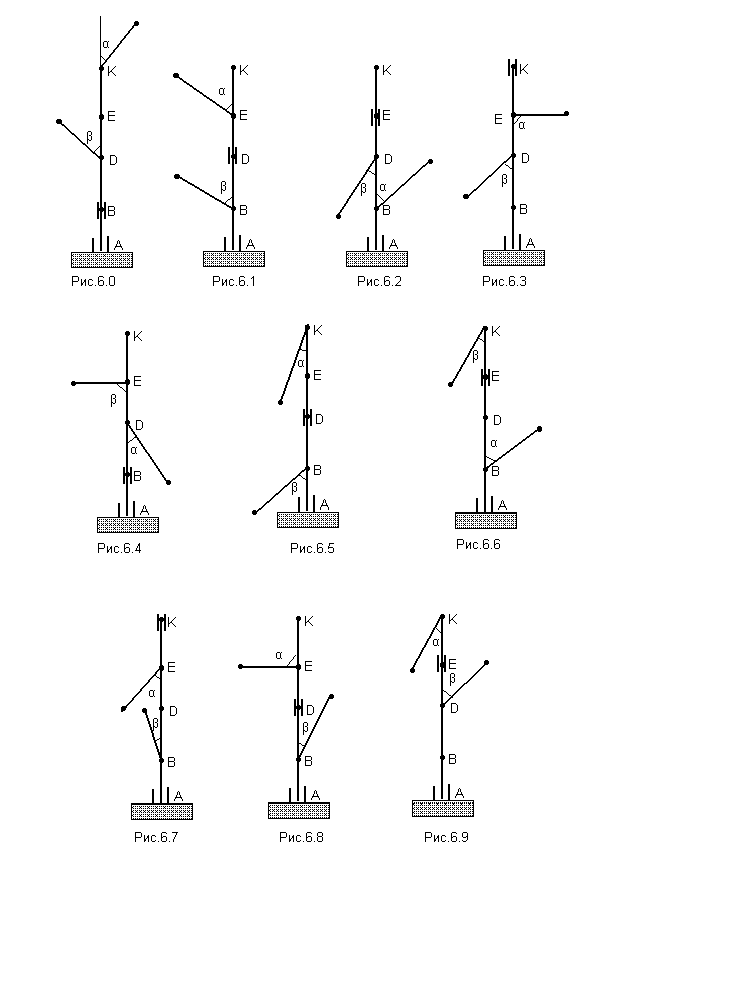 α
K
E
β
D
B
A
Рис.6.0
K
α
E
D
β
B
A
Рис.6.1
K
E
D
β α
B
A
Рис.6.2
K
E α
D
β
B
A
Рис.6.3
K
E
β
D
α
B
A
Рис.6.4
K
α
E
D
B
β
A
Рис.6.5
K
β
E
D
α
B
A
Рис.6.6
K
E
α
D
β
B
A
Рис.6.7
K
α
E
D
β
B
A
Рис.6.8
K
α
E
β
D
B
A
Рис.6.9